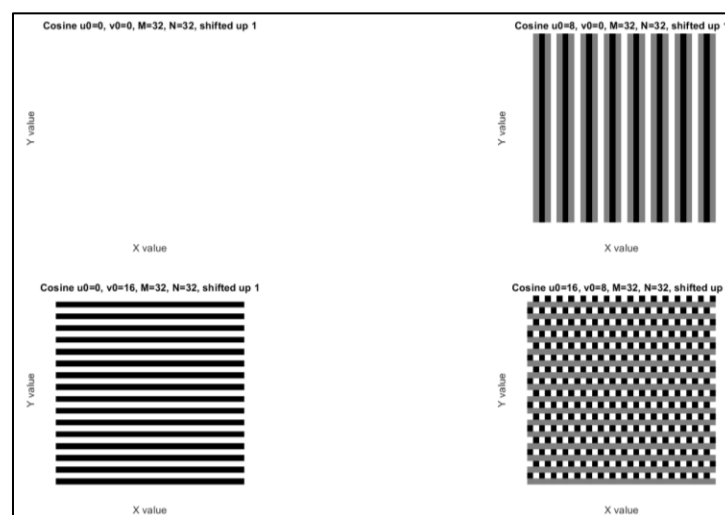 Cosine u0=0, v0=0, M=32, N=32, shifted up 1
Cosine u0=8, v0=0, M=32, N=32, shifted up 1
Y value
Y value
X value
X value
Cosine u0=0, v0=16, M=32, N=32, shifted up 1
Cosine u0=16, v0=8, M=32, N=32, shifted up
Y value
Y value
X value
X value